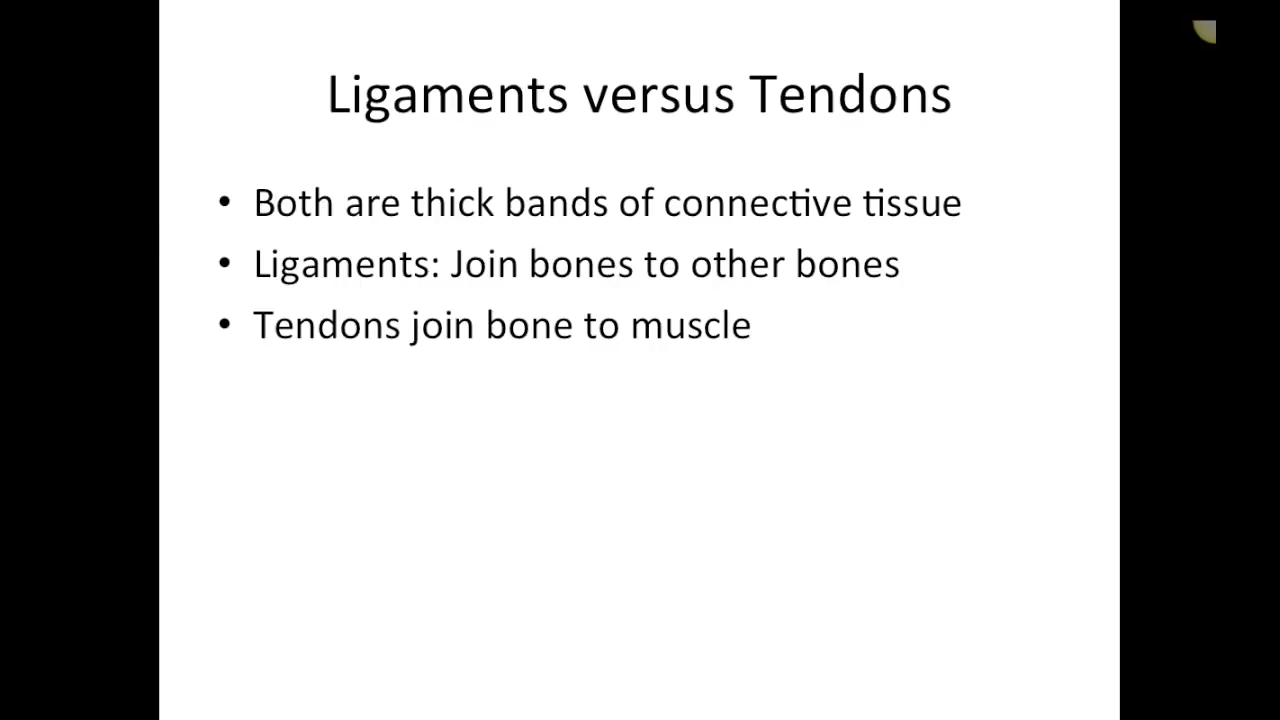 Ligaments versus Tendons
• Both are thick bands of connective tissue
• Ligaments: Join bones to other bones
• Tendons join bone to muscle